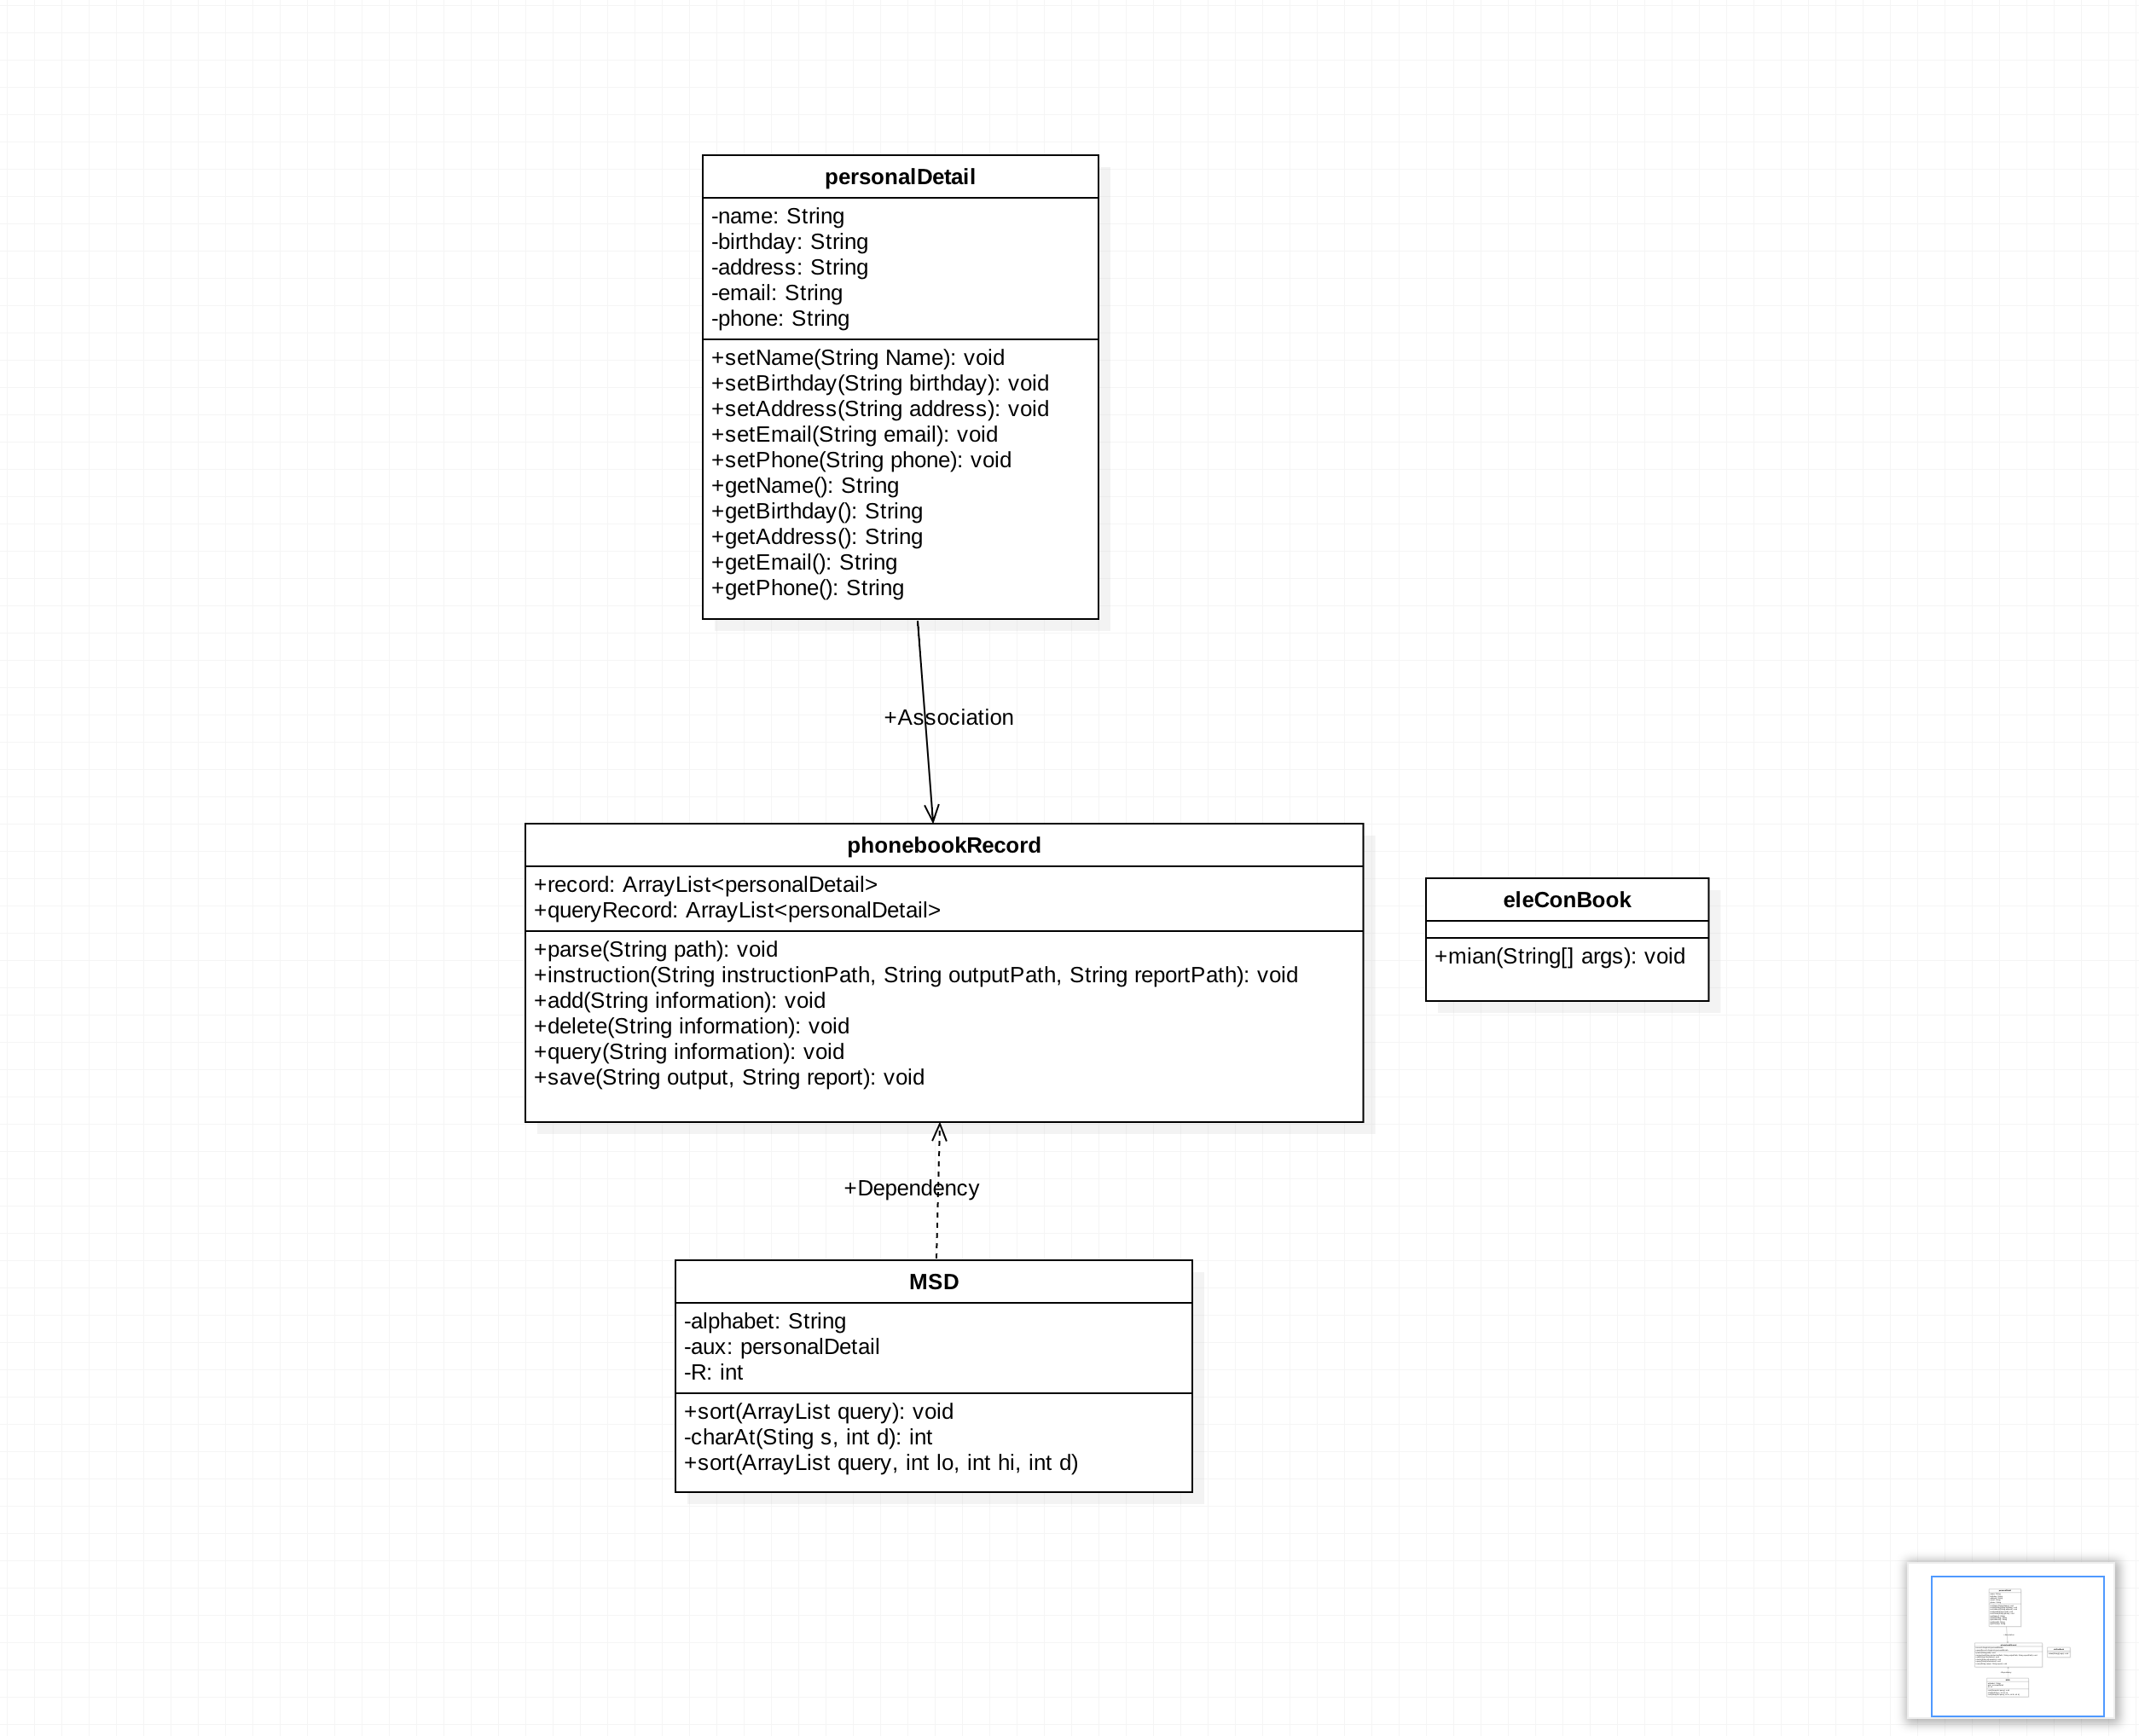 personalDetail
-name: String
-birthday: String
-address: String
-email: String
-phone: String
+setName(String Name): void
+setBirthday(String birthday): void
+setAddress(String address): void
+setEmail(String email): void
+setPhone(String phone): void
+getName(): String
+getBirthday(): String
+getAddress(): String
+getEmail(): String
+getPhone(): String
+Association
phonebookRecord
+record: ArrayList<personalDetail>
+queryRecord: ArrayList<personalDetail>
+parse(String path): void
+instruction(String instructionPath, String outputPath, String reportPath): void
+add(String information): void
+delete(String information): void
+query(String information): void
+save(String output, String report): void
eleConBook
+mian(String[] args): void
+Dependency
MSD
-alphabet: String
-aux: personalDetail
-R: int
+sort(ArrayList query): void
-charAt(Sting s, int d): int
+sort(ArrayList query, int lo, int hi, int d)